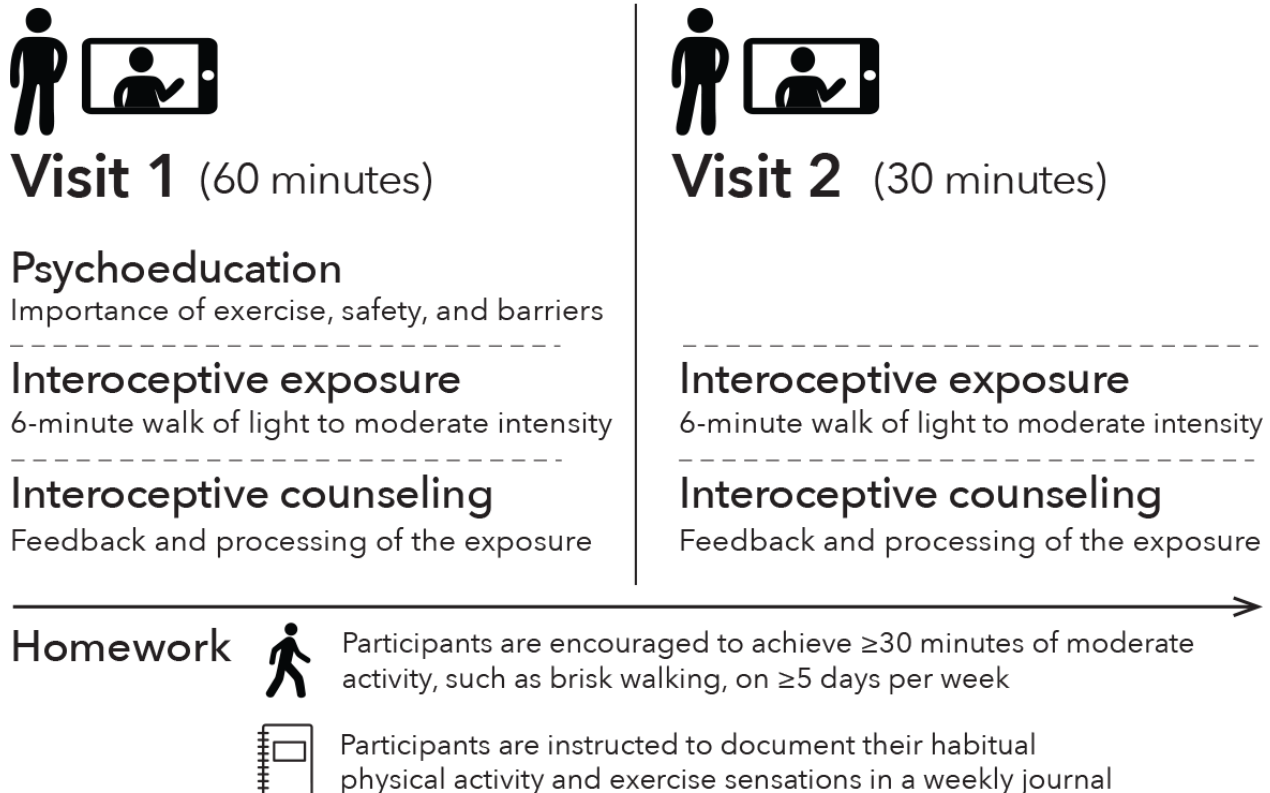 Visit 1 (60 minutes)
Psychoeducation
Importance of exercise, safety, and barriers
Interoceptive exposure
6-minute walk of light to moderate intensity
Interoceptive counseling
Feedback and processing of the exposure
Visit 2 (30 minutes)
Interoceptive exposure
6-minute walk of light to moderate intensity
Interoceptive counseling
Feedback and processing of the exposure
Homework
Participants are encouraged to achieve ≥30 minutes of moderate
activity, such as brisk walking, on ≥5 days per week
Participants are instructed to document their habitual
physical activity and exercise sensations in a weekly journal